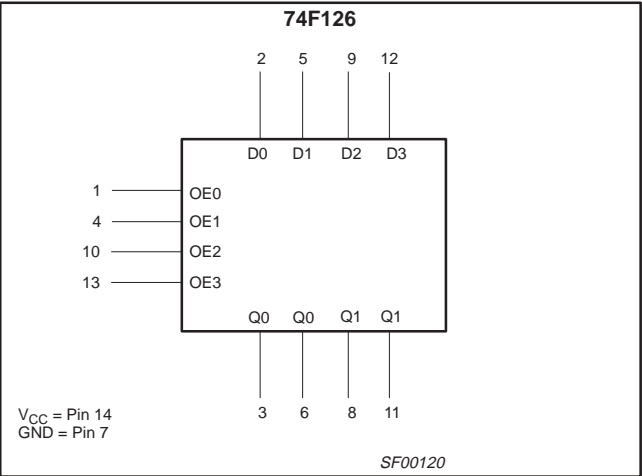 74F126
2 5 9 12
D0 D1 D2 D3
1 OE0
4 OE1
10 OE2
13 OE3
Q0 Q0 Q1 Q1
3 6 8 11
VCC = Pin 14
GND = Pin 7
SF00120